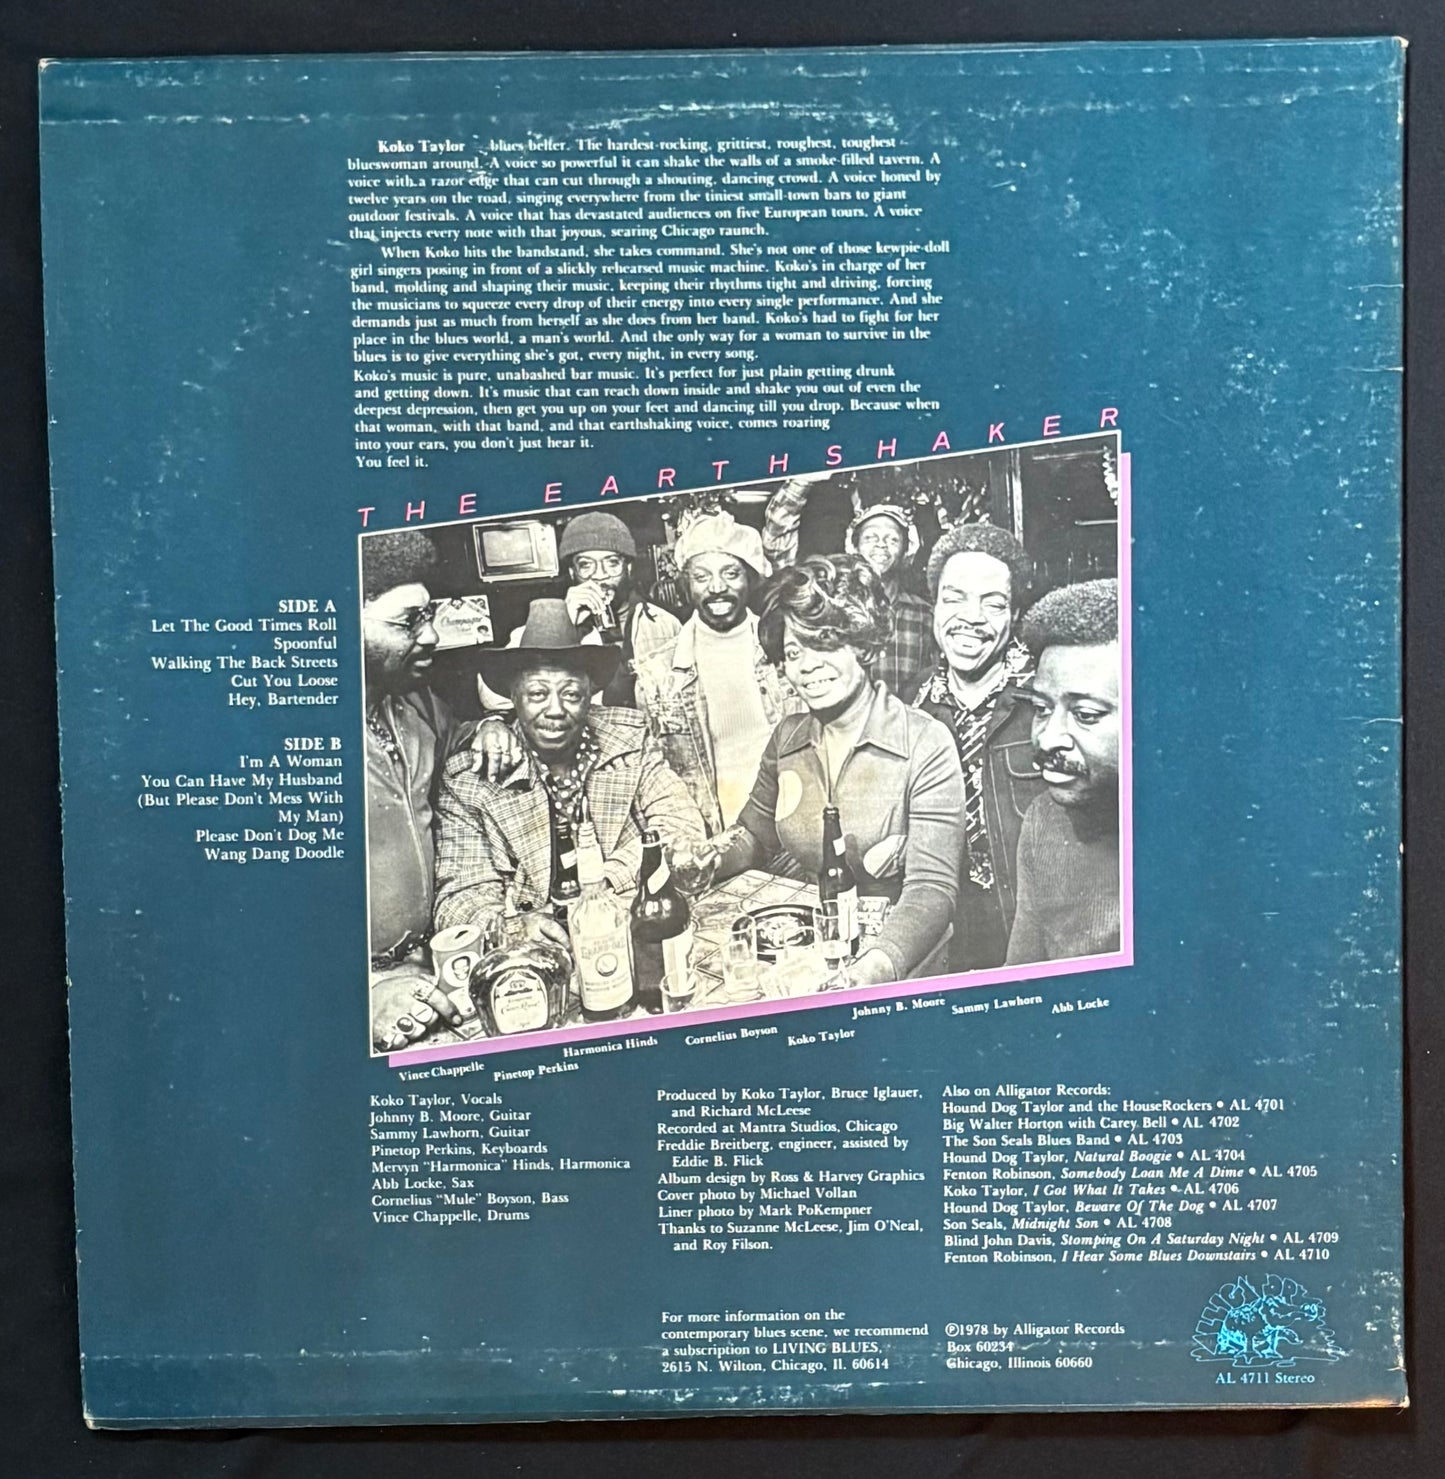 Koko Taylor blues belter. The hardest-rocking, grittiest, roughest, toughest
blueswoman around. A voice so powerful it can shake the walls of a smoke-filled tavern. A
voice with a razor edge that can cut through a shouting, dancing crowd. A voice honed by
twelve years on the road, singing everywhere from the tiniest small-town bars to giant
outdoor festivals. A voice that has devastated audiences on five European tours. A voice
that injects every note with that joyous, searing Chicago raunch.
When Koko hits the bandstand, she takes command. She's not one of those kewpie-doll
girl singers posing in front of a slickly rehearsed music machine. Koko's in charge of her
band, molding and shaping their music, keeping their rhythms tight and driving, forcing
the musicians to squeeze every drop of their energy into every single performance. And she
demands just as much from herself as she does from her band. Koko's had to fight for her
place in the blues world, a man's world. And the only way for a woman to survive in the
blues is to give everything she's got, every night, in every song.
Koko's music is pure, unabashed bar music. It's perfect for just plain getting drunk
and getting down. It's music that can reach down inside and shake you out of even the
deepest depression, then get you up on your feet and dancing till you drop. Because when
that woman, with that band, and that earthshaking voice, comes roaring
into your ears, you don't just hear it.
You feel it.
THE EARTHSHAKER
SIDE A
Let The Good Times Roll
Spoonful
Walking The Back Streets
Cut You Loose
Hey, Bartender
SIDE B
I'm A Woman
You Can Have My Husband
(But Please Don't Mess With
My Man)
Please Don't Dog Me
Wang Dang Doodle
Champagne
Vince Chappelle
Pinetop Perkins
Harmonica Hinds
Cornelius Boyson
Koko Taylor
Johnny B. Moore
Sammy Lawhorn
Abb Locke
Koko Taylor, Vocals
Johnny B. Moore, Guitar
Sammy Lawhorn, Guitar
Pinetop Perkins, Keyboards
Mervyn "Harmonica" Hinds, Harmonica
Abb Locke, Sax
Cornelius "Mule" Boyson, Bass
Vince Chappelle, Drums
Produced by Koko Taylor, Bruce Iglauer,
and Richard McLeese
Recorded at Mantra Studios, Chicago
Freddie Breitberg, engineer, assisted by
Eddie B. Flick
Album design by Ross & Harvey Graphics
Cover photo by Michael Vollan
Liner photo by Mark PoKempner
Thanks to Suzanne McLeese, Jim O'Neal,
and Roy Filson.
Also on Alligator Records:
Hound Dog Taylor and the HouseRockers • AL 4701
Big Walter Horton with Carey Bell • AL 4702
The Son Seals Blues Band • AL 4703
Hound Dog Taylor, Natural Boogie • AL 4704
Fenton Robinson, Somebody Loan Me A Dime • AL 4705
Koko Taylor, I Got What It Takes • AL 4706
Hound Dog Taylor, Beware Of The Dog • AL 4707
Son Seals, Midnight Son • AL 4708
Blind John Davis, Stomping On A Saturday Night • AL 4709
Fenton Robinson, I Hear Some Blues Downstairs • AL 4710
For more information on the
contemporary blues scene, we recommend
a subscription to LIVING BLUES,
2615 N. Wilton, Chicago, Il. 60614
℗1978 by Alligator Records
Box 60234
Chicago, Illinois 60660
ALLIGATOR
AL 4711 Stereo